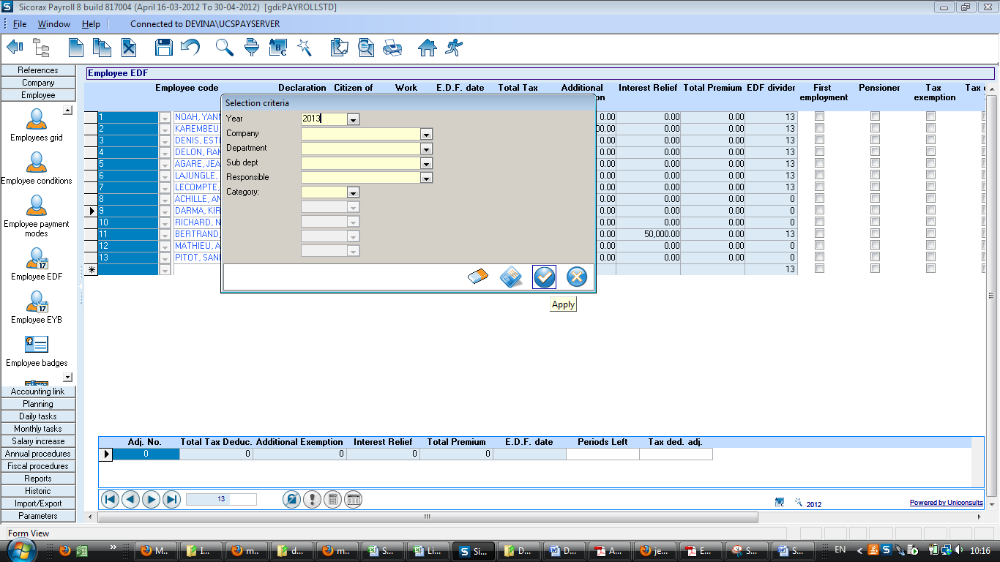 Sicorax Payroll 8 build 817004 (April 16-03-2012 To 30-04-2012) [gdi:PAYROLLSTD]
File Window Help Connected to DEVINA\UCSPAYSERVER
References
Company
Employee
Employees grid
Employee conditions
Employee payment
modes
Employee EDF
17
Employee EYB
17
Employee badges
Accounting link
Planning
Daily tasks
Monthly tasks
Salary increase
Annual procedures
Fiscal procedures
Reports
Historic
Import/Export
Parameters
Employee EDF
Employee code Declaration Citizen of Work E.D.F. date Total Tax Additional Interest Relief Total Premium EDF divider First employment Pensioner Tax exemption
1 NOAH, YANN 0.00 0.00 0.00 13
2 KAREMBEU, 0.00 0.00 13
3 DENIS, ESTE 0.00 0.00 0.00 13
4 DELON, RAM 0.00 0.00 0.00 13
5 AGARE, JEA 0.00 0.00 0.00 13
6 LAJUNGLE, 0.00 0.00 0.00 13
7 LECOMPTE, 0.00 0.00 0.00 13
8 ACHILLE, AN 0.00 0.00 0.00 0
9 DARMA, KIR 0.00 0.00 0.00 0
10 RICHARD, N 0.00 0.00 0.00 0
11 BERTRAND, 0.00 50,000.00 0.00 13
12 MATHIEU, A 0.00 0.00 0.00 0
13 PITOT, SAN 0.00 0.00 0.00 0
13
Selection criteria
Year 2013
Company
Department
Sub dept
Responsible
Category:
Apply
Adj. No. Total Tax Deduc. Additional Exemption Interest Relief Total Premium E.D.F. date Periods Left Tax ded. adj.
0 0 0 0 0
13
2012
Powered by Uniconsults
Form View
M... I... m... d... m... S... Li... Si... D... D... A... je... E... S... S... EN 10:16